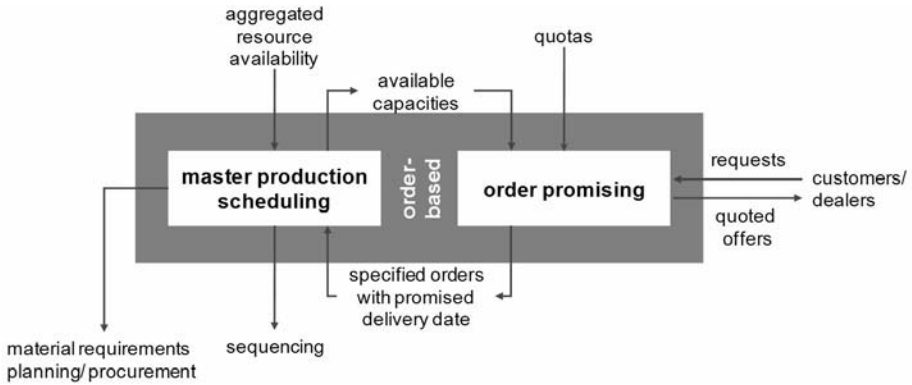 aggregated
resource
availability
quotas
available
capacities
master production
scheduling
order-
based
order promising
requests
customers/
dealers
quoted
offers
specified orders
with promised
delivery date
material requirements
planning/ procurement
sequencing